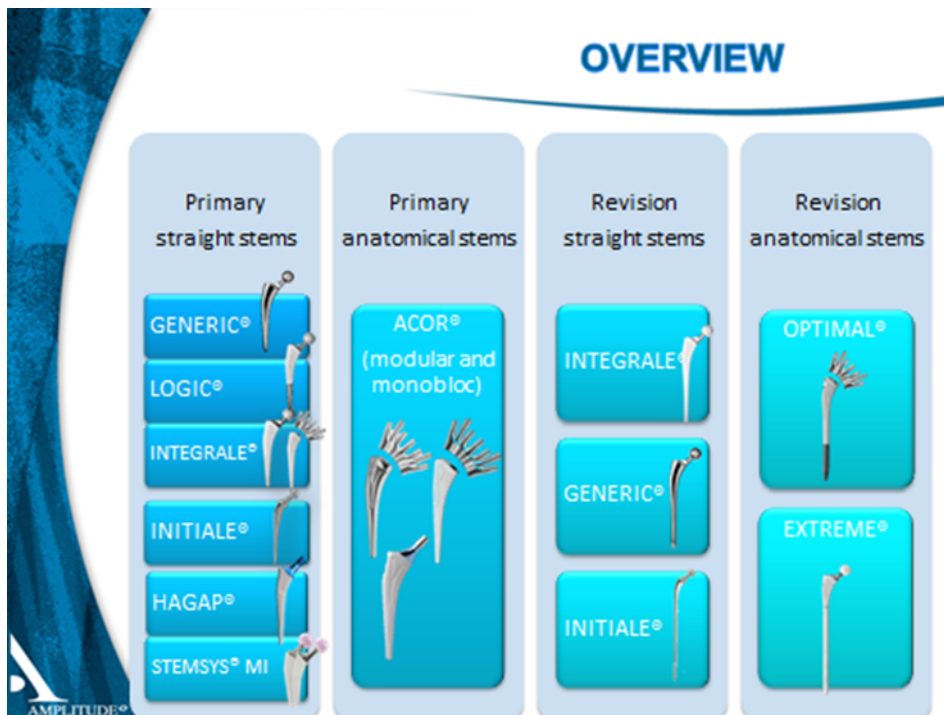 OVERVIEW
Primary
straight stems
GENERIC®
LOGIC®
INTEGRALE®
INITIALE®
HAGAP®
STEMSYS® MI
Primary
anatomical stems
ACOR®
(modular and
monobloc)
Revision
straight stems
INTEGRALE®
GENERIC®
INITIALE®
Revision
anatomical stems
OPTIMAL®
EXTREME®
A
AMPLITUDE®